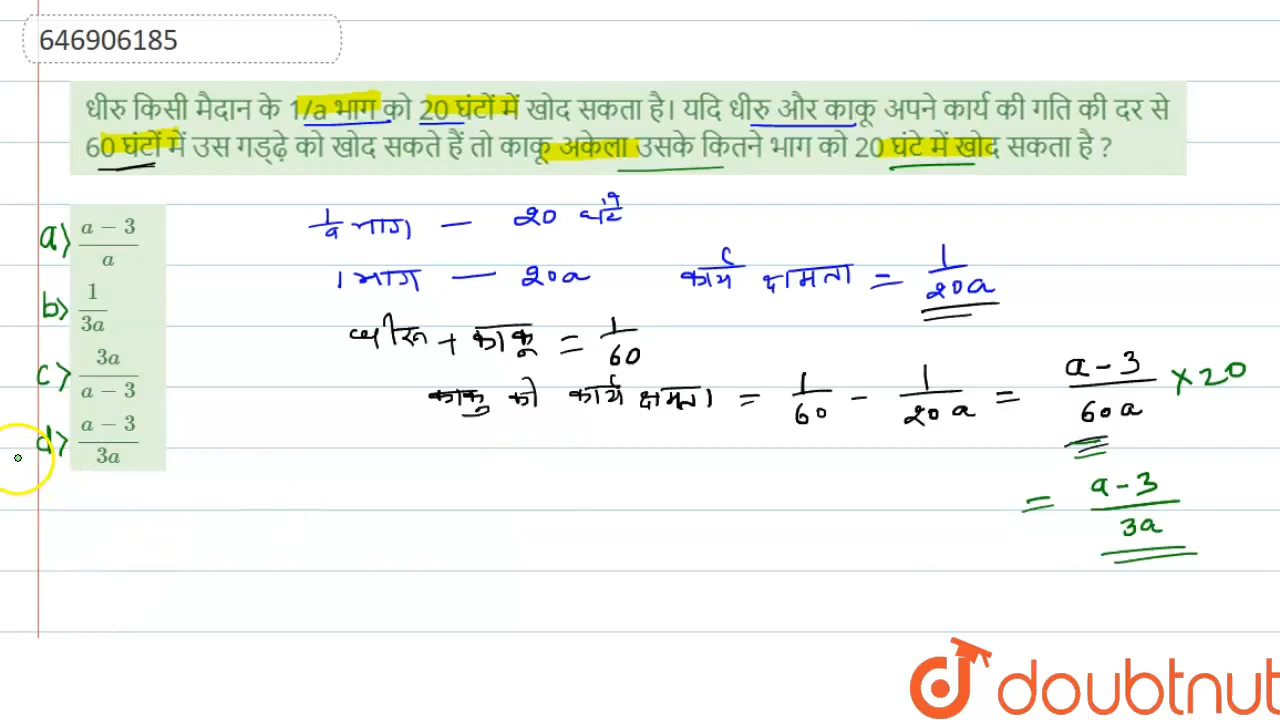 646906185
धीरु किसी मैदान के 1/a भाग को 20 घंटों में खोद सकता है। यदि धीरु और काकू अपने कार्य की गति की दर से
60 घंटों में उस गड्ढ़े को खोद सकते हैं तो काकू अकेला उसके कितने भाग को 20 घंटे में खोद सकता है ?
a) (a − 3)/a
b) 1/3a
c) 3a/(a − 3)
d) (a − 3)/3a
1/a भाग — 20 घंटे
1 भाग — 20a कार्य क्षमता = 1/20a
धीरू + काकू = 1/60
काकू की कार्य क्षमता = 1/60 − 1/20a = (a − 3)/60a × 20
= (a − 3)/3a
doubtnut